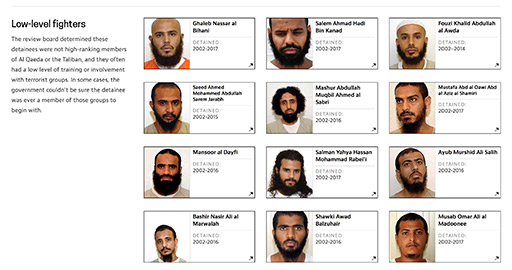 Low-level fighters
The review board determined these
detainees were not high-ranking members
of Al Qaeda or the Taliban, and they often
had a low level of training or involvement
with terrorist groups. In some cases, the
government couldn't be sure the detainee
was ever a member of those groups to
begin with.
Ghaleb Nassar al
Bihani
DETAINED:
2002-2017
Salem Ahmad Hadi
Bin Kanad
DETAINED:
2002-2017
Fouzi Khalid Abdullah
al Awda
DETAINED:
2002-2014
Saeed Ahmed
Mohammed Abdullah
Sarem Jarabh
DETAINED:
2002-2015
Mashur Abdullah
Muqbil Ahmed al
Sabri
DETAINED:
2002-2016
Mustafa Abd al Qawi Abd
al Aziz al Shamiri
DETAINED:
2002-2017
Mansoor al Dayfi
DETAINED:
2002-2016
Salman Yahya Hassan
Mohammad Rabei'i
DETAINED:
2002-2017
Ayub Murshid Ali Salih
DETAINED:
2002-2016
Bashir Nasir Ali al
Marwalah
DETAINED:
2002-2016
Shawki Awad
Balzuhair
DETAINED:
2002-2016
Musab Omar Ali al
Madoonee
DETAINED:
2002-2017